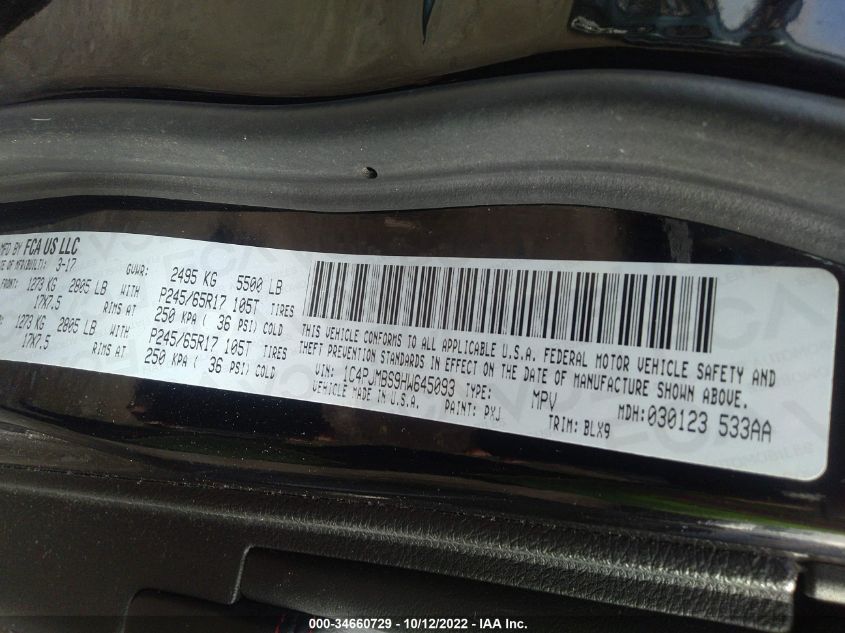 MFD BY FCA US LLC
OF MFR(BUILT): 3-17 GVWR: 2495 KG 5500 LB
FRONT: 1273 KG 2805 LB WITH P245/65R17 105T TIRES
17X7.5 RIMS AT 250 KPA ( 36 PSI) COLD
1273 KG 2805 LB WITH P245/65R17 105T TIRES
17X7.5 RIMS AT 250 KPA ( 36 PSI) COLD
THIS VEHICLE CONFORMS TO ALL APPLICABLE U.S.A. FEDERAL MOTOR VEHICLE SAFETY AND
THEFT PREVENTION STANDARDS IN EFFECT ON THE DATE OF MANUFACTURE SHOWN ABOVE.
VIN: 1C4PJMBS9HW645093 TYPE: MPV MDH: 030123 533AA
VEHICLE MADE IN U.S.A. PAINT: PXJ TRIM: BLX9
000-34660729 - 10/12/2022 - IAA Inc.